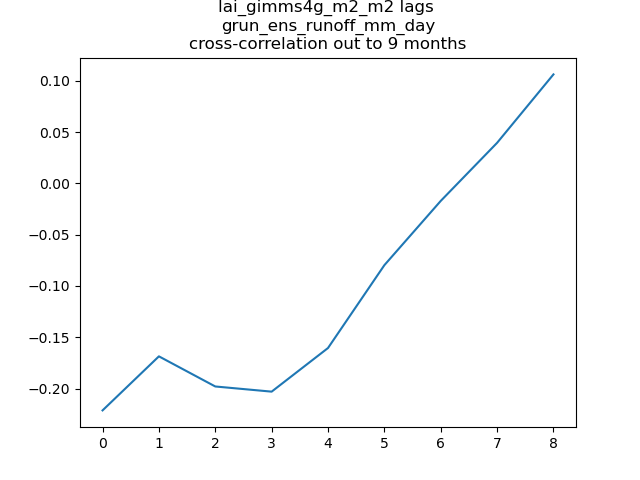 lai_gimms4g_m2_m2 lags
grun_ens_runoff_mm_day
cross-correlation out to 9 months
0.10
0.05
0.00
−0.05
−0.10
−0.15
−0.20
0 1 2 3 4 5 6 7 8